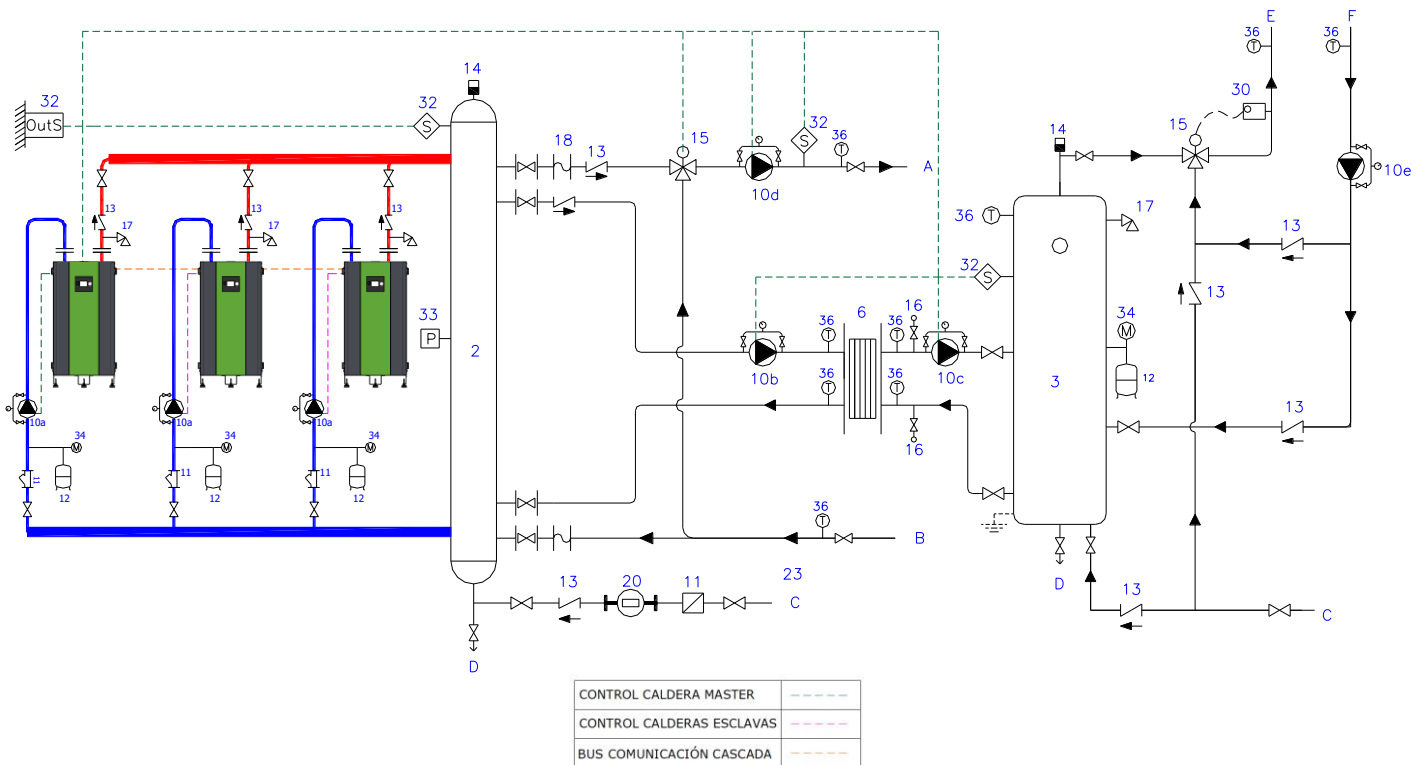 E
F
36
36
32
14
OutS
32
30
14
15
15
32
36
18
13
A
10d
10e
13
17
13
17
13
36
17
13
32
13
33
P
S
S
S
T
T
T
T
T
T
T
T
T
2
36
6
16
36
34
M
10b
36
36
10c
3
12
13
10a
10a
10a
34
M
34
M
34
M
16
11
11
11
12
12
12
36
B
13
20
11
23
C
D
D
13
C
CONTROL CALDERA MASTER
CONTROL CALDERAS ESCLAVAS
BUS COMUNICACIÓN CASCADA